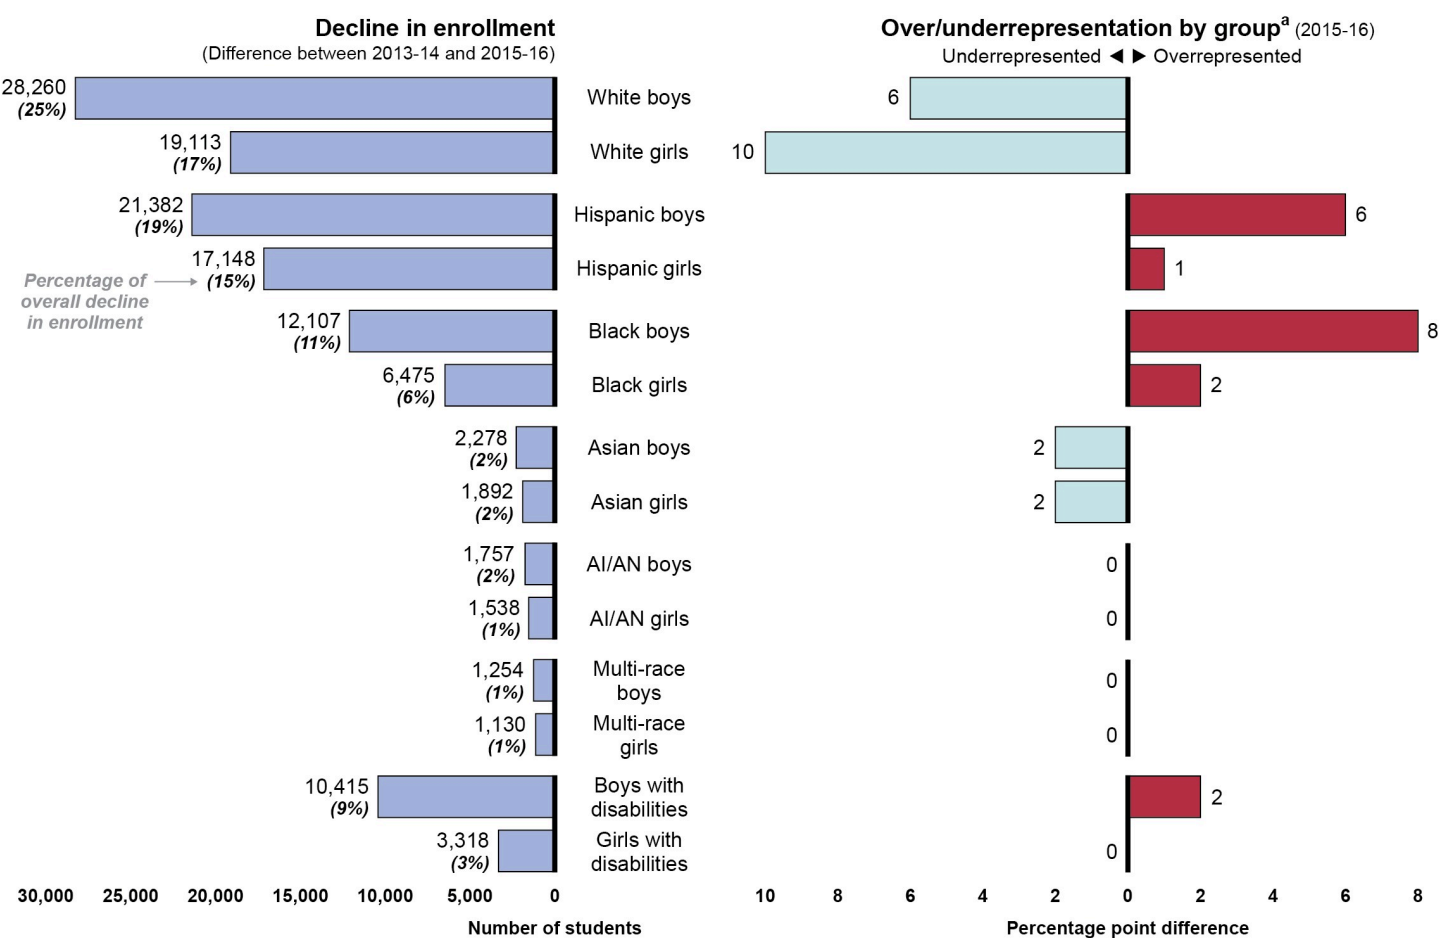 Decline in enrollment
(Difference between 2013-14 and 2015-16)
Over/underrepresentation by groupᵃ (2015-16)
Underrepresented ◀ ▶ Overrepresented
28,260
(25%)
White boys
6
19,113
(17%)
White girls
10
21,382
(19%)
Hispanic boys
6
17,148
(15%)
Hispanic girls
1
Percentage of
overall decline
in enrollment
12,107
(11%)
Black boys
8
6,475
(6%)
Black girls
2
2,278
(2%)
Asian boys
2
1,892
(2%)
Asian girls
2
1,757
(2%)
AI/AN boys
0
1,538
(1%)
AI/AN girls
0
1,254
(1%)
Multi-race
boys
0
1,130
(1%)
Multi-race
girls
0
10,415
(9%)
Boys with
disabilities
2
3,318
(3%)
Girls with
disabilities
0
30,000 25,000 20,000 15,000 10,000 5,000 0
Number of students
10 8 6 4 2 0 2 4 6 8
Percentage point difference